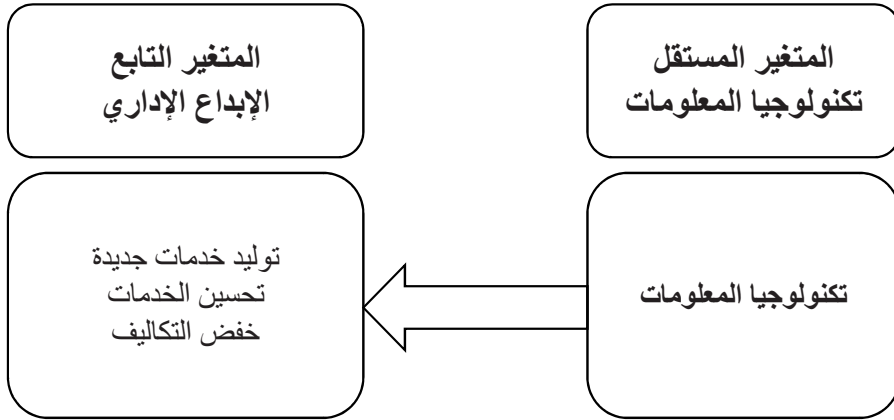 المتغير المستقل
تكنولوجيا المعلومات
المتغير التابع
الإبداع الإداري
تكنولوجيا المعلومات
توليد خدمات جديدة
تحسين الخدمات
خفض التكاليف